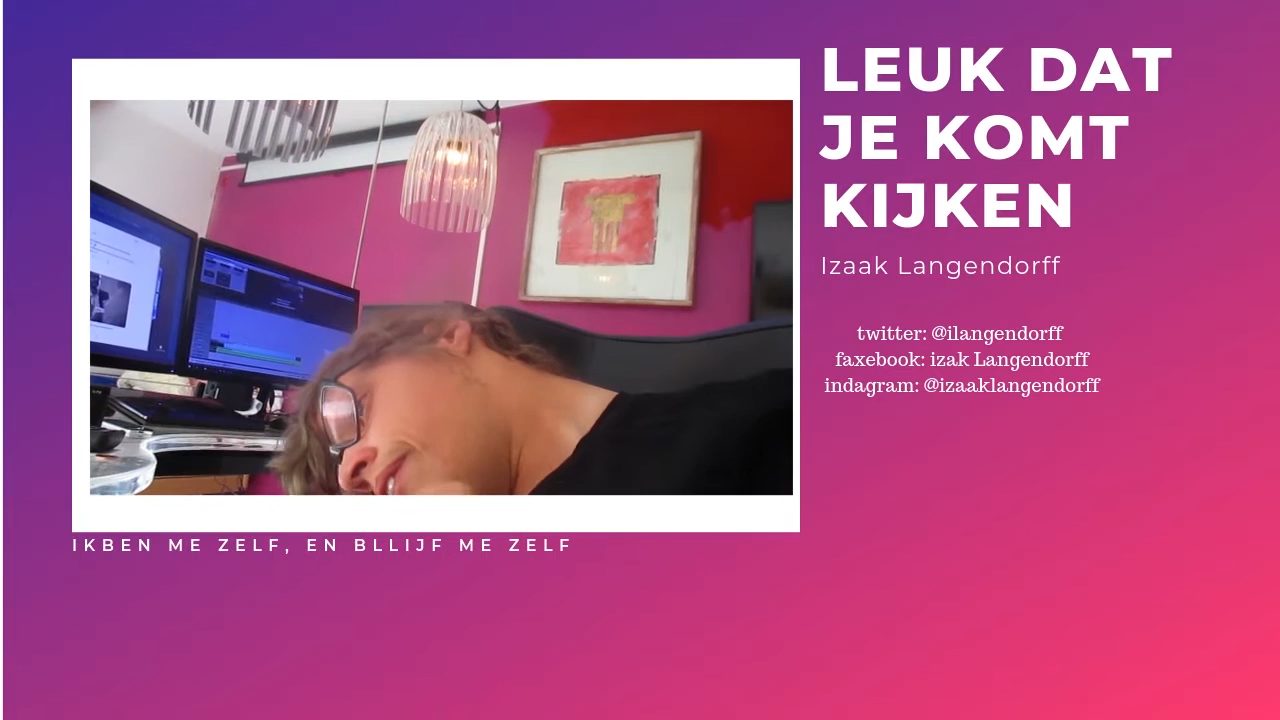 LEUK DAT
JE KOMT
KIJKEN
Izaak Langendorff
twitter: @ilangendorff
faxebook: izak Langendorff
indagram: @izaaklangendorff
IKBEN ME ZELF, EN BLLIJF ME ZELF